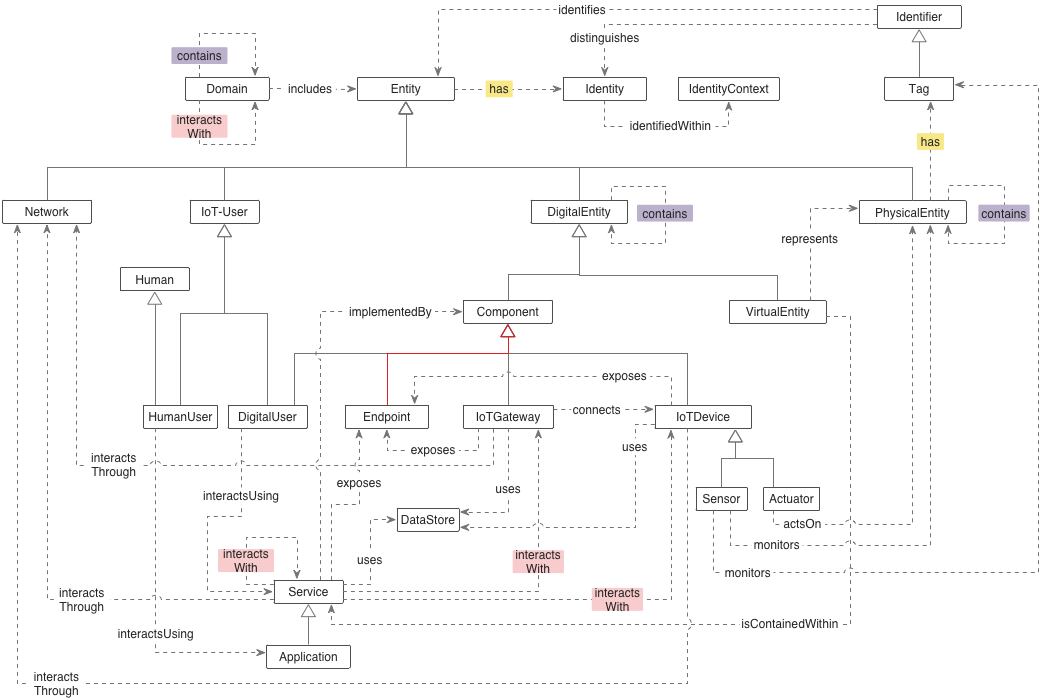 identifies
Identifier
distinguishes
contains
Domain
includes
Entity
has
Identity
IdentityContext
Tag
interacts
With
identifiedWithin
has
Network
IoT-User
DigitalEntity
contains
PhysicalEntity
contains
represents
Human
implementedBy
Component
VirtualEntity
exposes
HumanUser
DigitalUser
Endpoint
IoTGateway
connects
IoTDevice
exposes
uses
interacts
Through
exposes
uses
interactsUsing
Sensor
Actuator
DataStore
actsOn
interacts
With
uses
interacts
With
monitors
monitors
Service
interacts
Through
interacts
With
isContainedWithin
interactsUsing
Application
interacts
Through